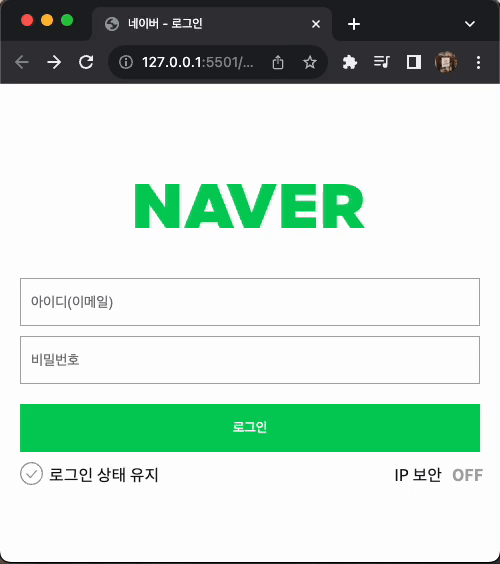 네이버 - 로그인
127.0.0.1:5501/...
NAVER
아이디(이메일)
비밀번호
로그인
로그인 상태 유지 IP 보안 OFF